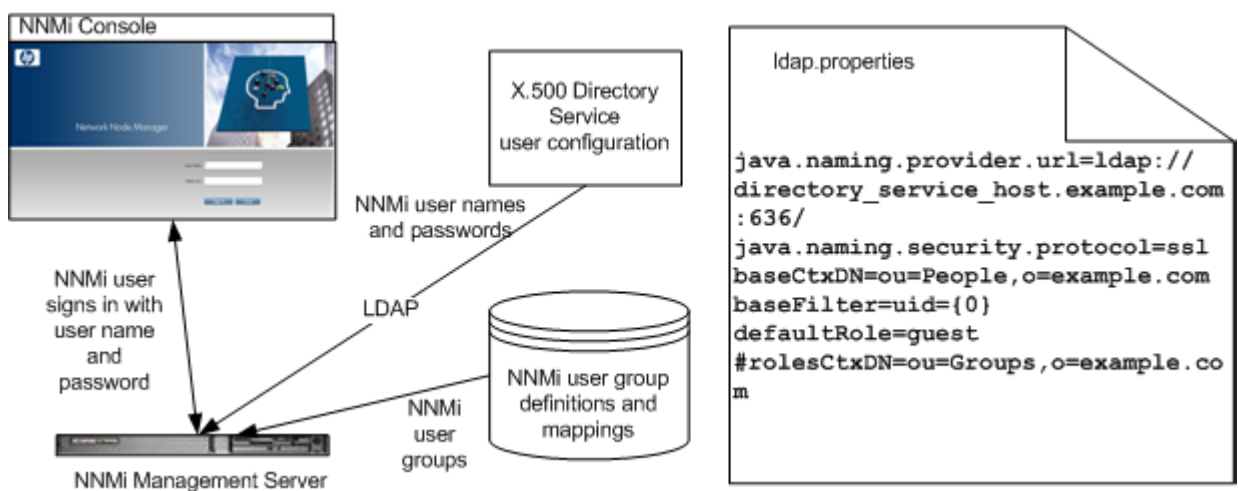 NNMi Console
hp
Network Node Manager
X.500 Directory
Service
user configuration
NNMi user names
and passwords
NNMi user
signs in with
user name
and
password
LDAP
NNMi user group
definitions and
mappings
NNMi
user
groups
NNMi Management Server
ldap.properties
java.naming.provider.url=ldap://
directory_service_host.example.com
:636/
java.naming.security.protocol=ssl
baseCtxDN=ou=People,o=example.com
baseFilter=uid={0}
defaultRole=guest
#rolesCtxDN=ou=Groups,o=example.co
m